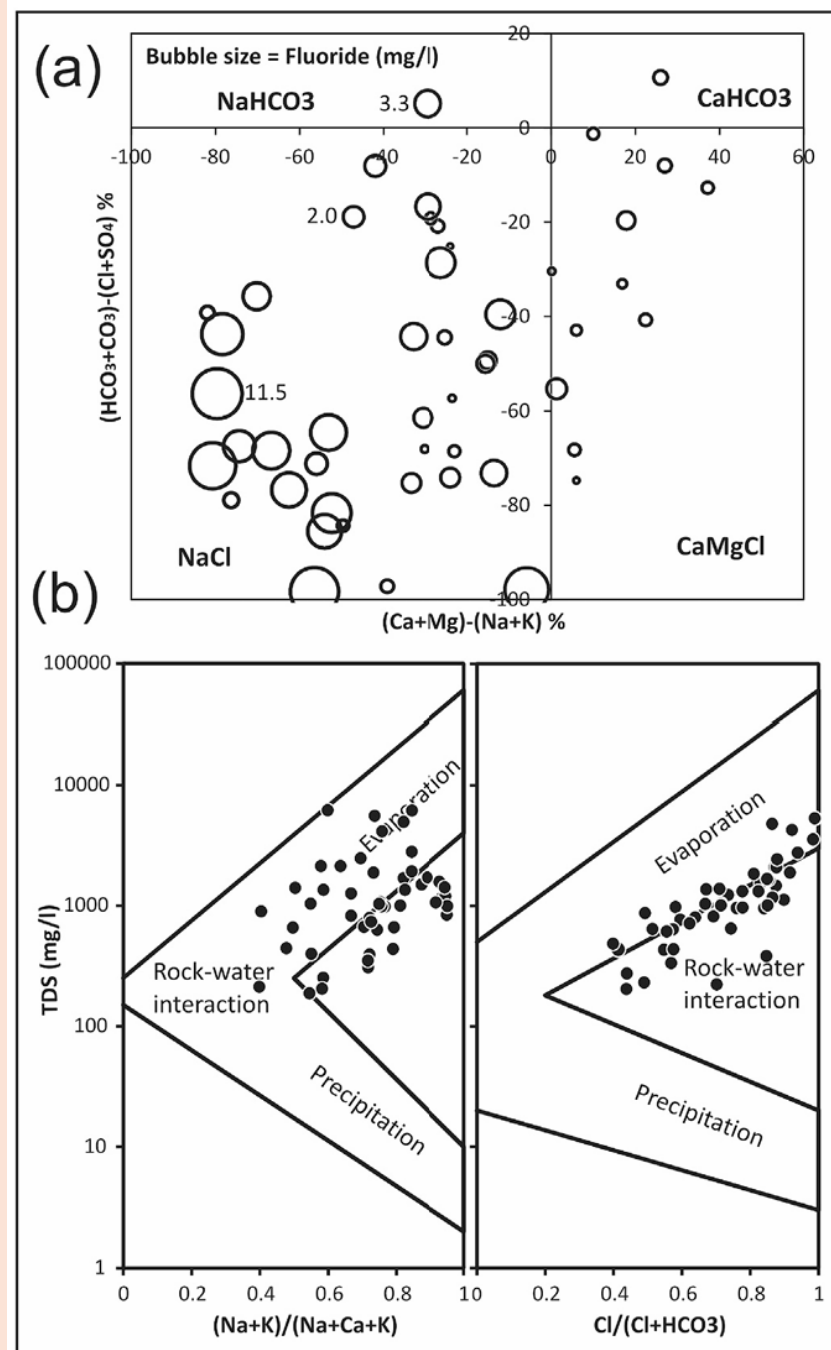 (a)
Bubble size = Fluoride (mg/l)
NaHCO3
CaHCO3
3.3
2.0
11.5
NaCl
CaMgCl
20
0
-20
-40
-60
-80
-100
-100 -80 -60 -40 -20 0 20 40 60
(HCO₃+CO₃)-(Cl+SO₄) %
(Ca+Mg)-(Na+K) %
(b)
100000
10000
1000
100
10
1
TDS (mg/l)
Evaporation
Rock-water
interaction
Precipitation
0 0.2 0.4 0.6 0.8 1
(Na+K)/(Na+Ca+K)
Evaporation
Rock-water
interaction
Precipitation
0 0.2 0.4 0.6 0.8 1
Cl/(Cl+HCO3)